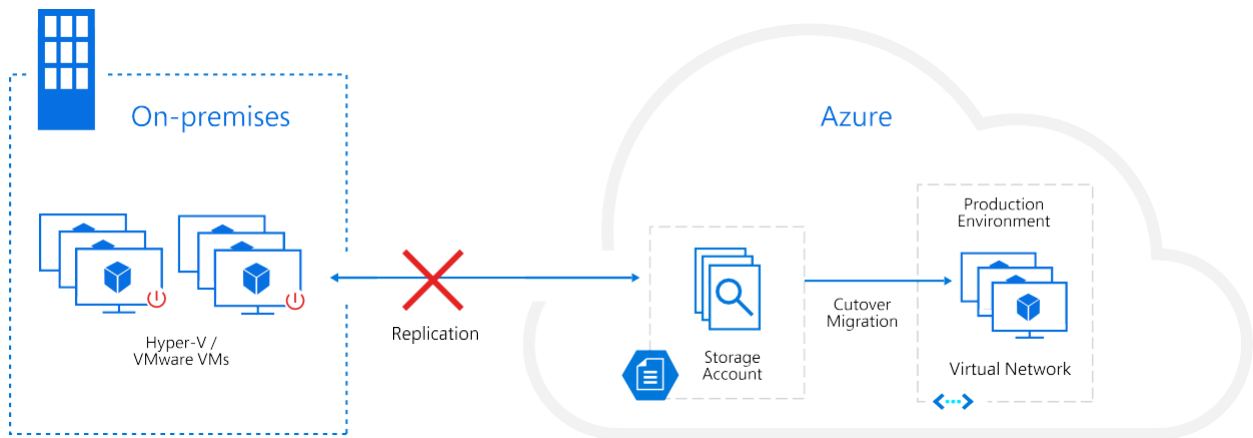 On-premises
Azure
Production
Environment
Replication
Cutover
Migration
Hyper-V /
VMware VMs
Storage
Account
Virtual Network